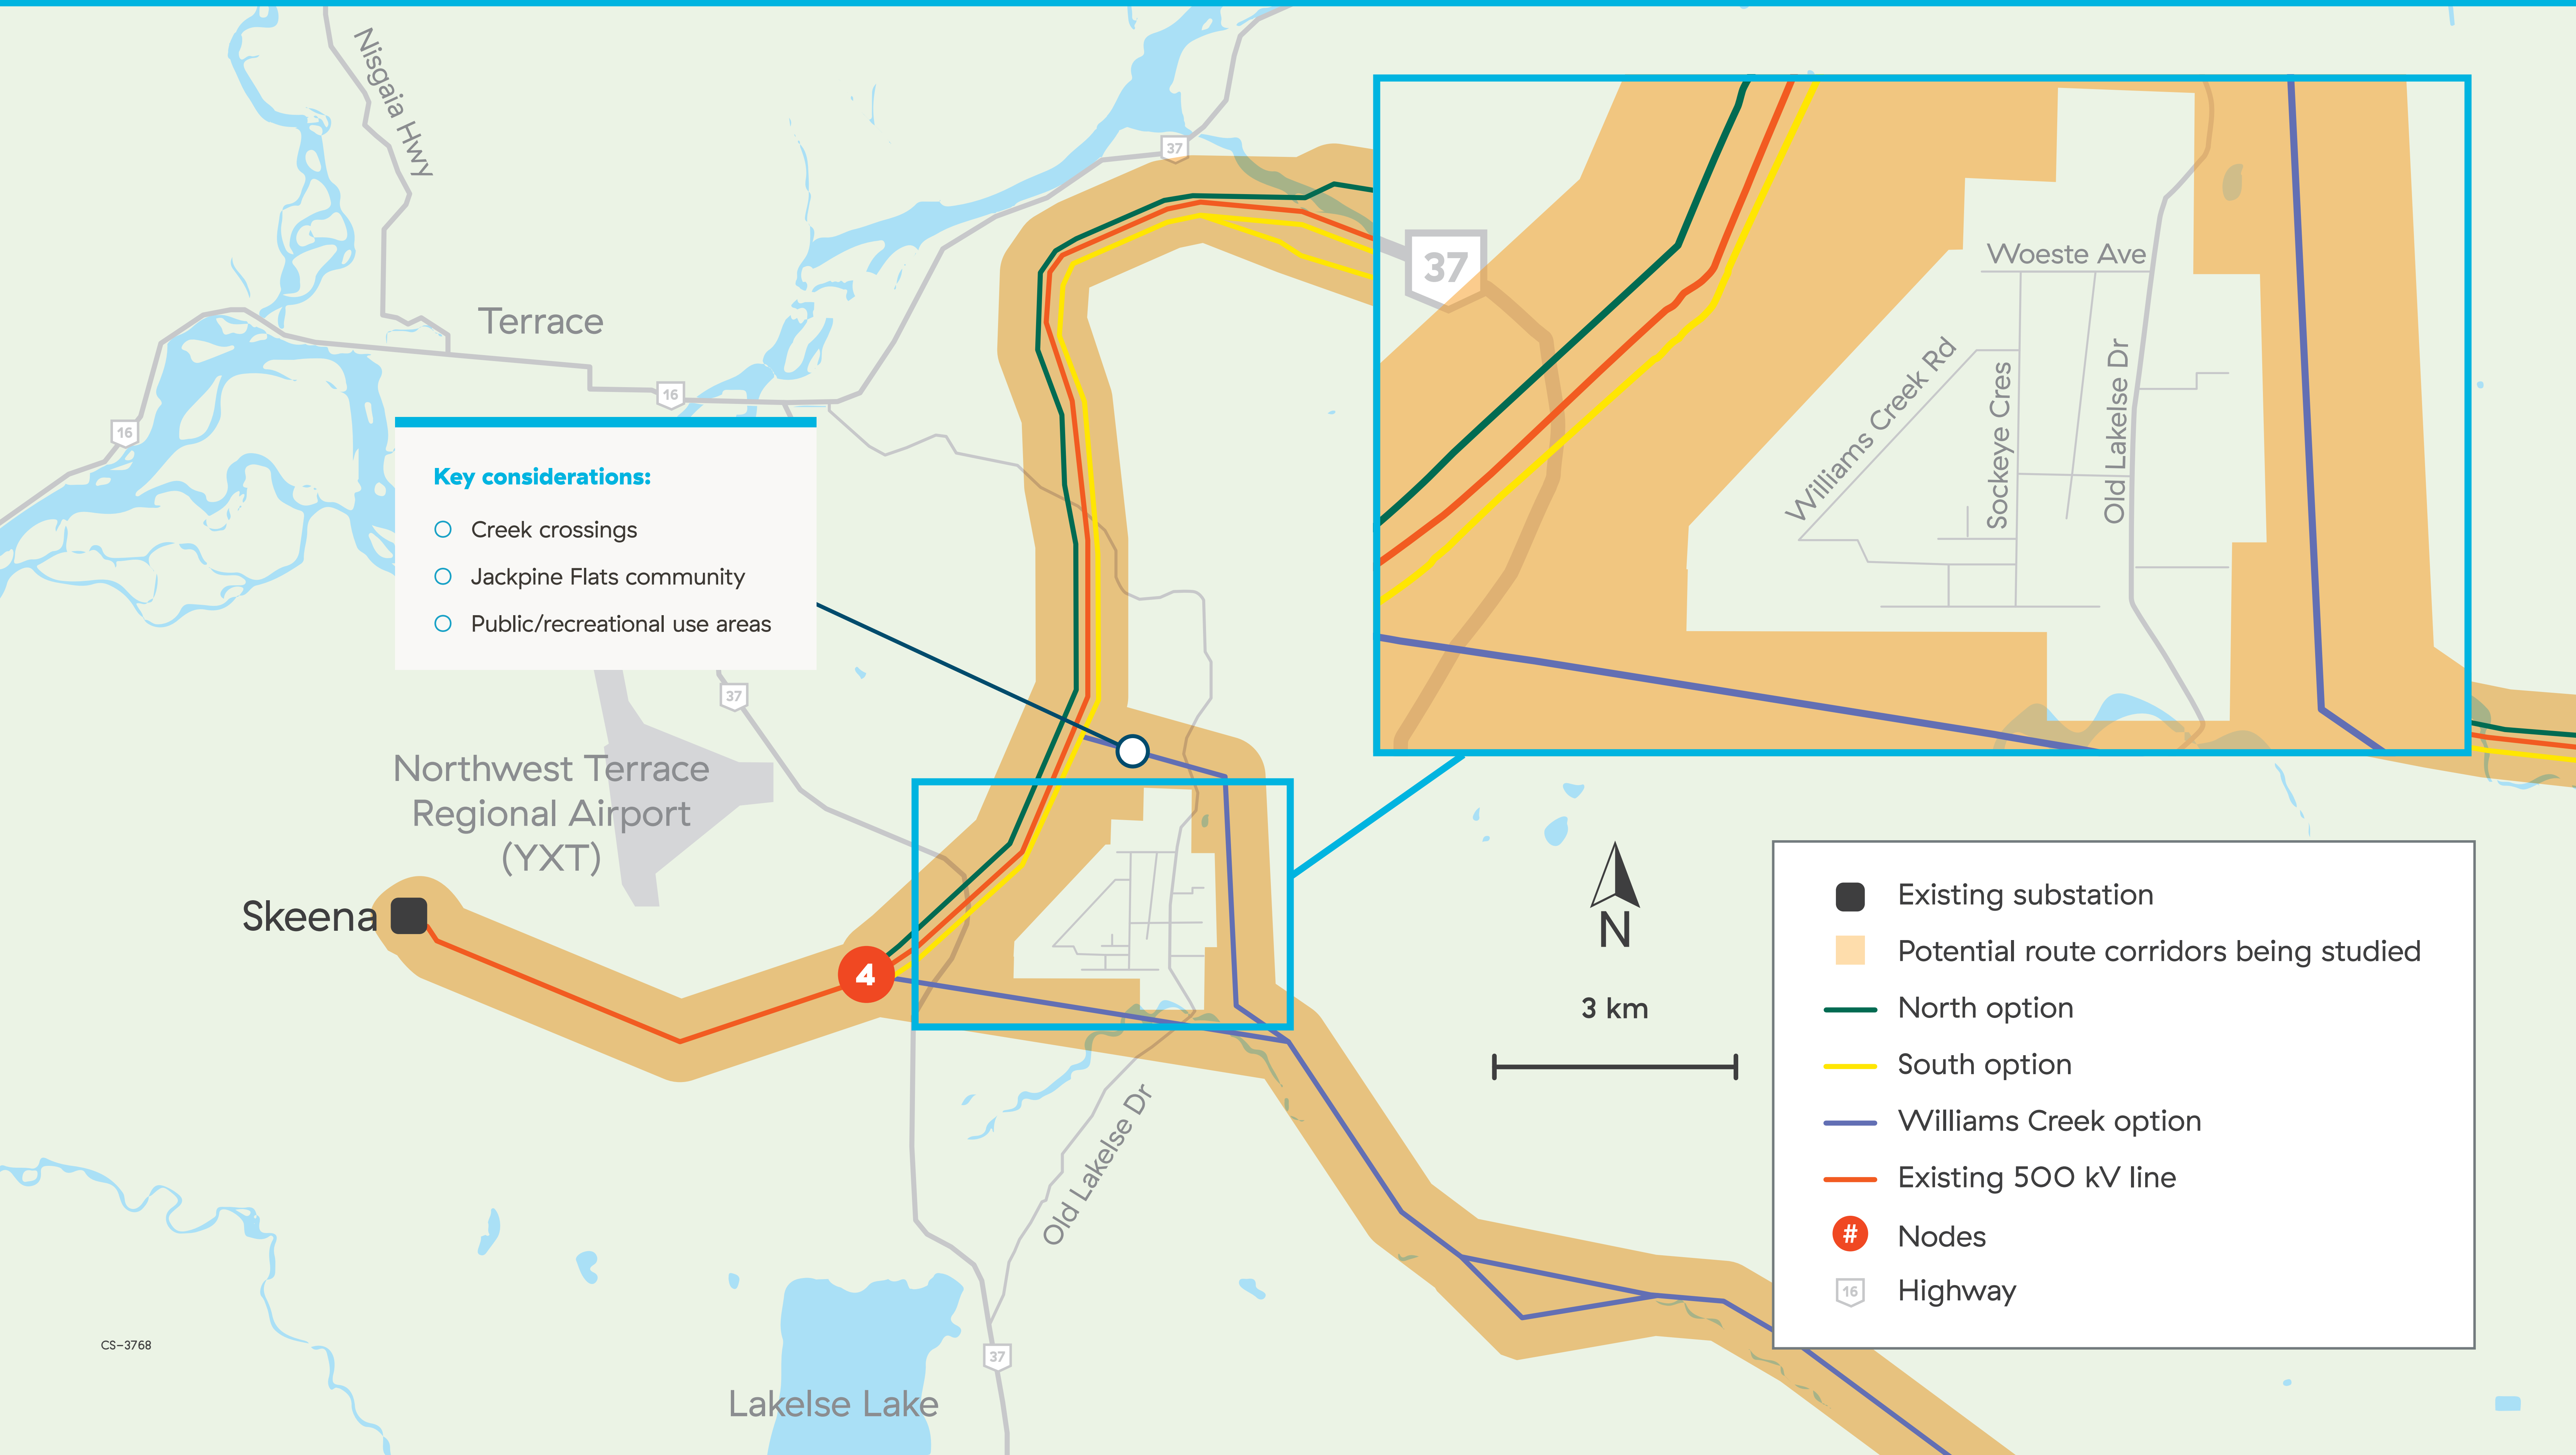 Nisgaia Hwy
37
Terrace
16
16
Key considerations:
Creek crossings
Jackpine Flats community
Public/recreational use areas
37
Northwest Terrace
Regional Airport
(YXT)
Skeena
4
37
Woeste Ave
Williams Creek Rd
Sockeye Cres
Old Lakelse Dr
N
3 km
Old Lakelse Dr
37
Lakelse Lake
CS-3768
Existing substation
Potential route corridors being studied
North option
South option
Williams Creek option
Existing 500 kV line
# Nodes
16 Highway